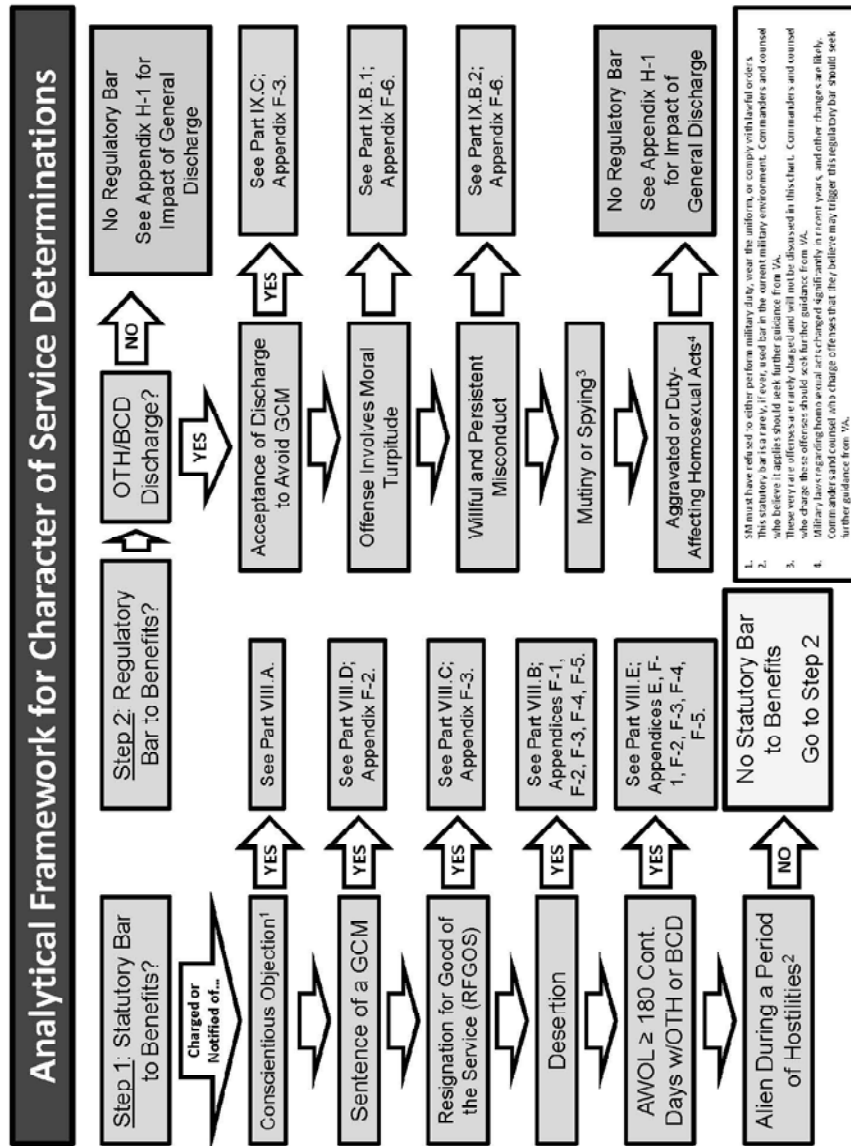 Analytical Framework for Character of Service Determinations
Step 1: Statutory Bar
to Benefits?
Charged or
Notified of...
Conscientious Objection¹
YES
See Part VIII.A.
Sentence of a GCM
YES
See Part VIII.D;
Appendix F-2.
Resignation for Good of
the Service (RFGOS)
YES
See Part VIII.C;
Appendix F-3.
Desertion
YES
See Part VIII.B;
Appendices F-1,
F-2, F-3, F-4, F-5.
AWOL ≥ 180 Cont.
Days w/OTH or BCD
YES
See Part VIII.E;
Appendices E, F-
1, F-2, F-3, F-4,
F-5.
Alien During a Period
of Hostilities²
NO
No Statutory Bar
to Benefits
Go to Step 2
Step 2: Regulatory
Bar to Benefits?
OTH/BCD
Discharge?
NO
No Regulatory Bar
See Appendix H-1 for
Impact of General
Discharge
YES
Acceptance of Discharge
to Avoid GCM
YES
See Part IX.C;
Appendix F-3.
Offense Involves Moral
Turpitude
See Part IX.B.1;
Appendix F-6.
Willful and Persistent
Misconduct
See Part IX.B.2;
Appendix F-6.
Mutiny or Spying³
Aggravated or Duty-
Affecting Homosexual Acts⁴
No Regulatory Bar
See Appendix H-1
for Impact of
General Discharge
1. SM must have refused to either perform military duty, wear the uniform, or comply with lawful orders.
2. This statutory bar is a rarely, if ever, used bar in the current military environment. Commanders and counsel
who believe it applies should seek further guidance from VA.
3. These very rare offenses are rarely charged and will not be discussed in this chart. Commanders and counsel
who charge these offenses should seek further guidance from VA.
4. Military laws regarding homosexual acts changed significantly in recent years, and other changes are likely.
Commanders and counsel who charge offenses that they believe may trigger this regulatory bar should seek
further guidance from VA.